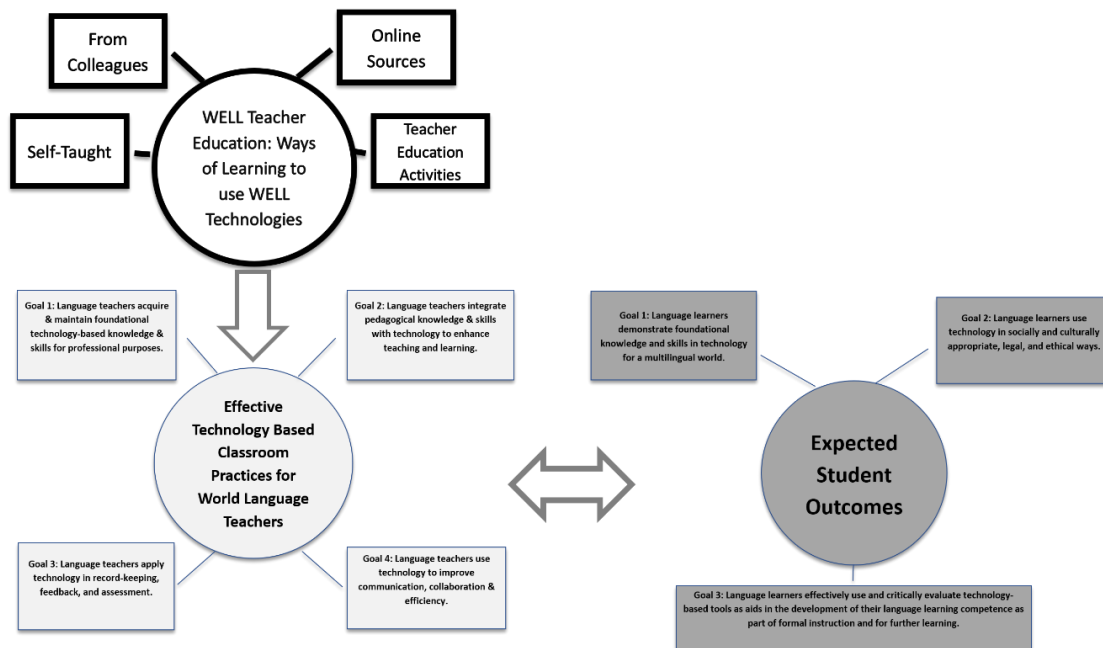 From
Colleagues
Online
Sources
Self-Taught
WELL Teacher
Education: Ways
of Learning to
use WELL
Technologies
Teacher
Education
Activities
Goal 1: Language teachers acquire
& maintain foundational
technology-based knowledge &
skills for professional purposes.
Goal 2: Language teachers integrate
pedagogical knowledge & skills
with technology to enhance
teaching and learning.
Effective
Technology Based
Classroom
Practices for
World Language
Teachers
Goal 3: Language teachers apply
technology in record-keeping,
feedback, and assessment.
Goal 4: Language teachers use
technology to improve
communication, collaboration &
efficiency.
Goal 1: Language learners
demonstrate foundational
knowledge and skills in technology
for a multilingual world.
Goal 2: Language learners use
technology in socially and culturally
appropriate, legal, and ethical ways.
Expected
Student
Outcomes
Goal 3: Language learners effectively use and critically evaluate technology-
based tools as aids in the development of their language learning competence as
part of formal instruction and for further learning.